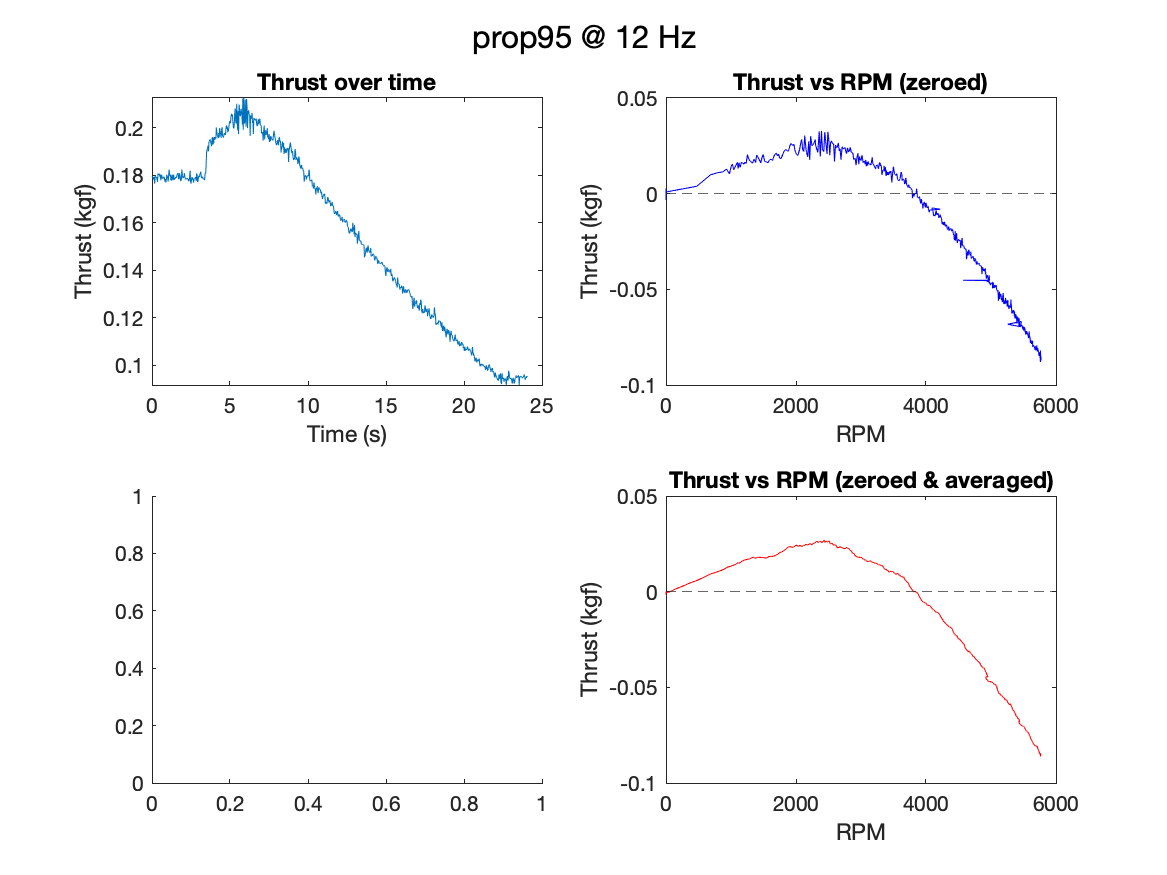 prop95 @ 12 Hz
Thrust over time
Thrust (kgf)
0.2
0.18
0.16
0.14
0.12
0.1
0 5 10 15 20 25
Time (s)
Thrust vs RPM (zeroed)
Thrust (kgf)
0.05
0
-0.05
-0.1
0 2000 4000 6000
RPM
1
0.8
0.6
0.4
0.2
0
0 0.2 0.4 0.6 0.8 1
Thrust vs RPM (zeroed & averaged)
Thrust (kgf)
0.05
0
-0.05
-0.1
0 2000 4000 6000
RPM